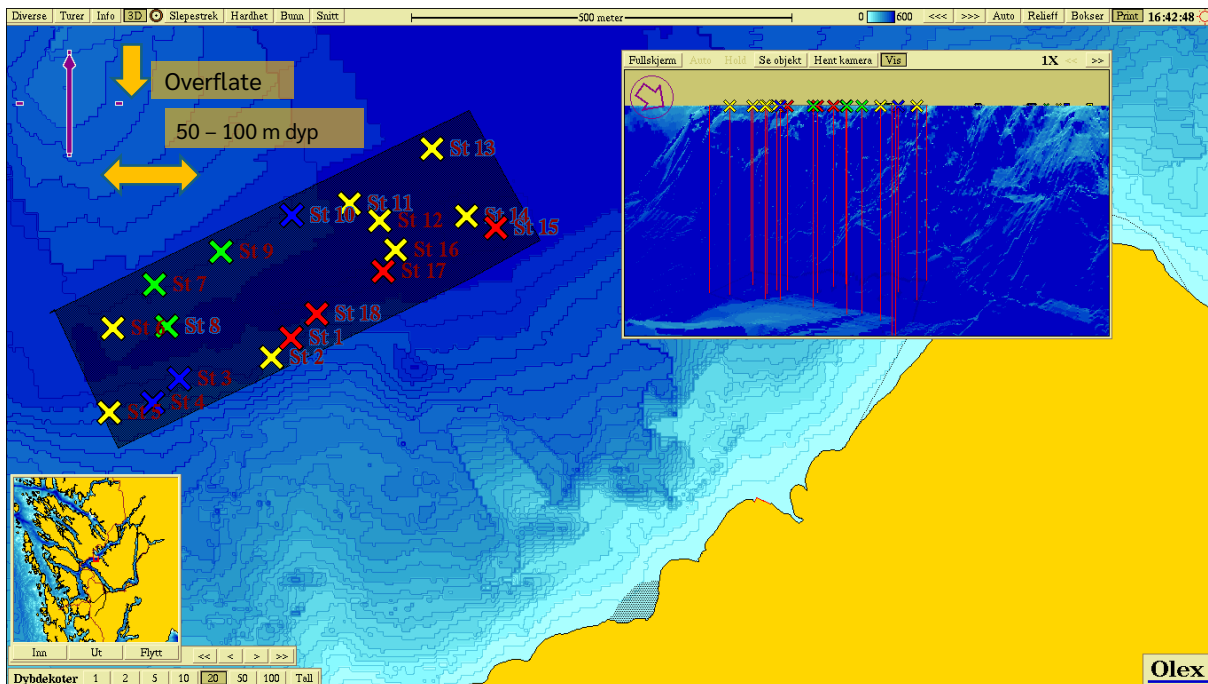 Diverse Turer Info 3D Slepestrek Hardhet Bunn Snitt 500 meter 0 600 <<< >>> Auto Relieff Bokser Print 16:42:48
Overflate
50 – 100 m dyp
Fullskjerm Auto Hold Se objekt Hent kamera Vis 1X << >>
St 13
St 11
St 10
St 12
St 14
St 15
St 9
St 16
St 17
St 7
St 18
St 6
St 8
St 1
St 2
St 3
St 4
St 5
Inn Ut Flytt << < > >>
Dybdekoter 1 2 5 10 20 50 100 Tall
Olex